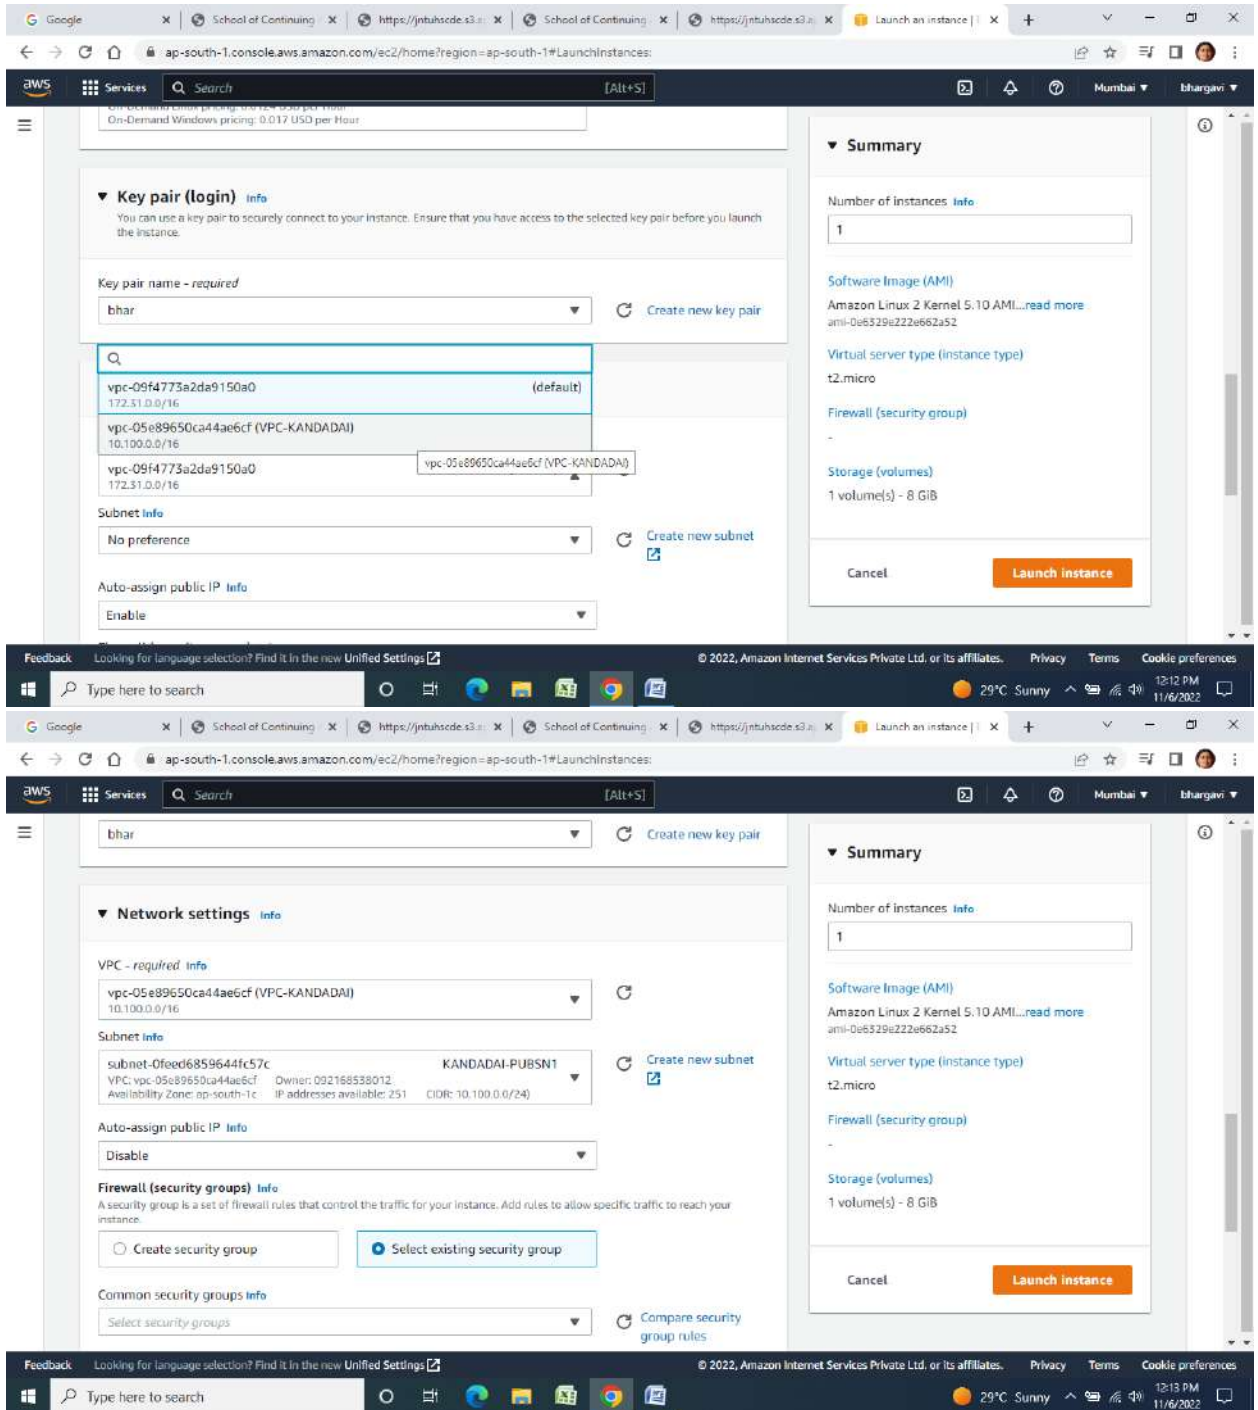 Google
School of Continuing
https://jntuhscde.s3.
School of Continuing
https://jntuhscde.s3.
Launch an instance |
ap-south-1.console.aws.amazon.com/ec2/home?region=ap-south-1#LaunchInstances:
aws Services Search [Alt+S] Mumbai bhargavi
On-Demand Linux pricing: 0.0124 USD per Hour
On-Demand Windows pricing: 0.017 USD per Hour
Key pair (login) Info
You can use a key pair to securely connect to your instance. Ensure that you have access to the selected key pair before you launch
the instance.
Key pair name - required
bhar
Create new key pair
vpc-09f4773a2da9150a0 (default)
172.31.0.0/16
vpc-05e89650ca44ae6cf (VPC-KANDADAI)
10.100.0.0/16
vpc-05e89650ca44ae6cf (VPC-KANDADAI)
vpc-09f4773a2da9150a0
172.31.0.0/16
Subnet Info
No preference
Create new subnet
Auto-assign public IP Info
Enable
Summary
Number of instances Info
1
Software Image (AMI)
Amazon Linux 2 Kernel 5.10 AMI...read more
ami-0e6329e222e662a52
Virtual server type (instance type)
t2.micro
Firewall (security group)
-
Storage (volumes)
1 volume(s) - 8 GiB
Cancel
Launch instance
Feedback Looking for language selection? Find it in the new Unified Settings © 2022, Amazon Internet Services Private Ltd. or its affiliates. Privacy Terms Cookie preferences
Type here to search
29°C Sunny
12:12 PM
11/6/2022
Google
School of Continuing
https://jntuhscde.s3.
School of Continuing
https://jntuhscde.s3.
Launch an instance |
ap-south-1.console.aws.amazon.com/ec2/home?region=ap-south-1#LaunchInstances:
aws Services Search [Alt+S] Mumbai bhargavi
bhar
Create new key pair
Network settings Info
VPC - required Info
vpc-05e89650ca44ae6cf (VPC-KANDADAI)
10.100.0.0/16
Subnet Info
subnet-0feed6859644fc57c KANDADAI-PUBSN1
VPC: vpc-05e89650ca44ae6cf Owner: 092168538012
Availability Zone: ap-south-1c IP addresses available: 251 CIDR: 10.100.0.0/24)
Create new subnet
Auto-assign public IP Info
Disable
Firewall (security groups) Info
A security group is a set of firewall rules that control the traffic for your instance. Add rules to allow specific traffic to reach your
instance.
Create security group
Select existing security group
Common security groups Info
Select security groups
Compare security
group rules
Summary
Number of instances Info
1
Software Image (AMI)
Amazon Linux 2 Kernel 5.10 AMI...read more
ami-0e6329e222e662a52
Virtual server type (instance type)
t2.micro
Firewall (security group)
-
Storage (volumes)
1 volume(s) - 8 GiB
Cancel
Launch instance
Feedback Looking for language selection? Find it in the new Unified Settings © 2022, Amazon Internet Services Private Ltd. or its affiliates. Privacy Terms Cookie preferences
Type here to search
29°C Sunny
12:13 PM
11/6/2022